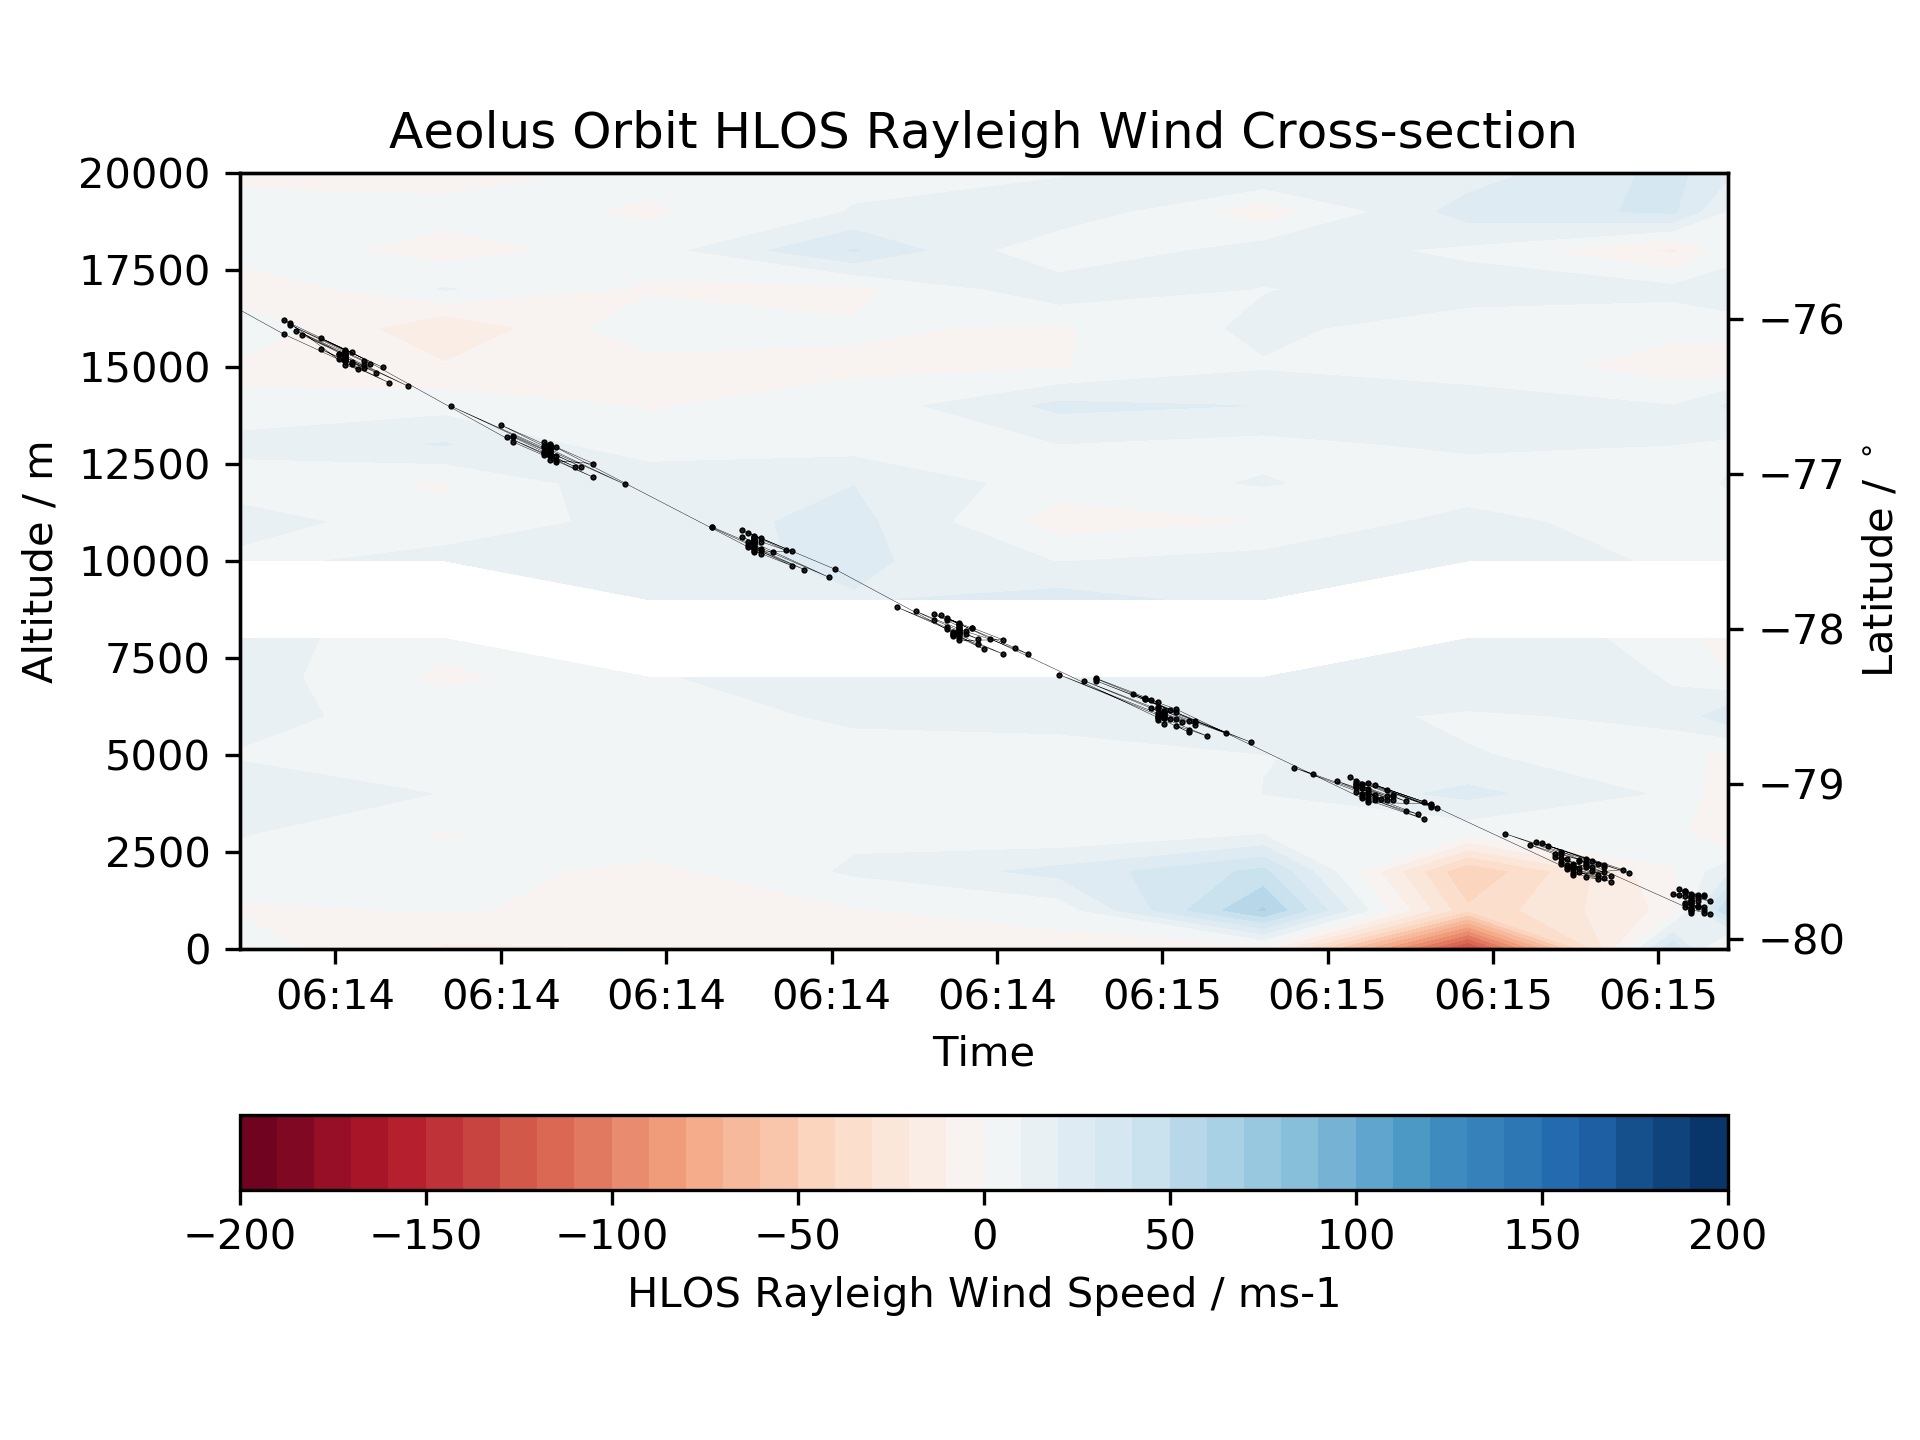 Aeolus Orbit HLOS Rayleigh Wind Cross-section
20000
17500
15000
12500
10000
7500
5000
2500
0
Altitude / m
−76
−77
−78
−79
−80
Latitude / °
06:14 06:14 06:14 06:14 06:14 06:15 06:15 06:15 06:15
Time
−200 −150 −100 −50 0 50 100 150 200
HLOS Rayleigh Wind Speed / ms-1